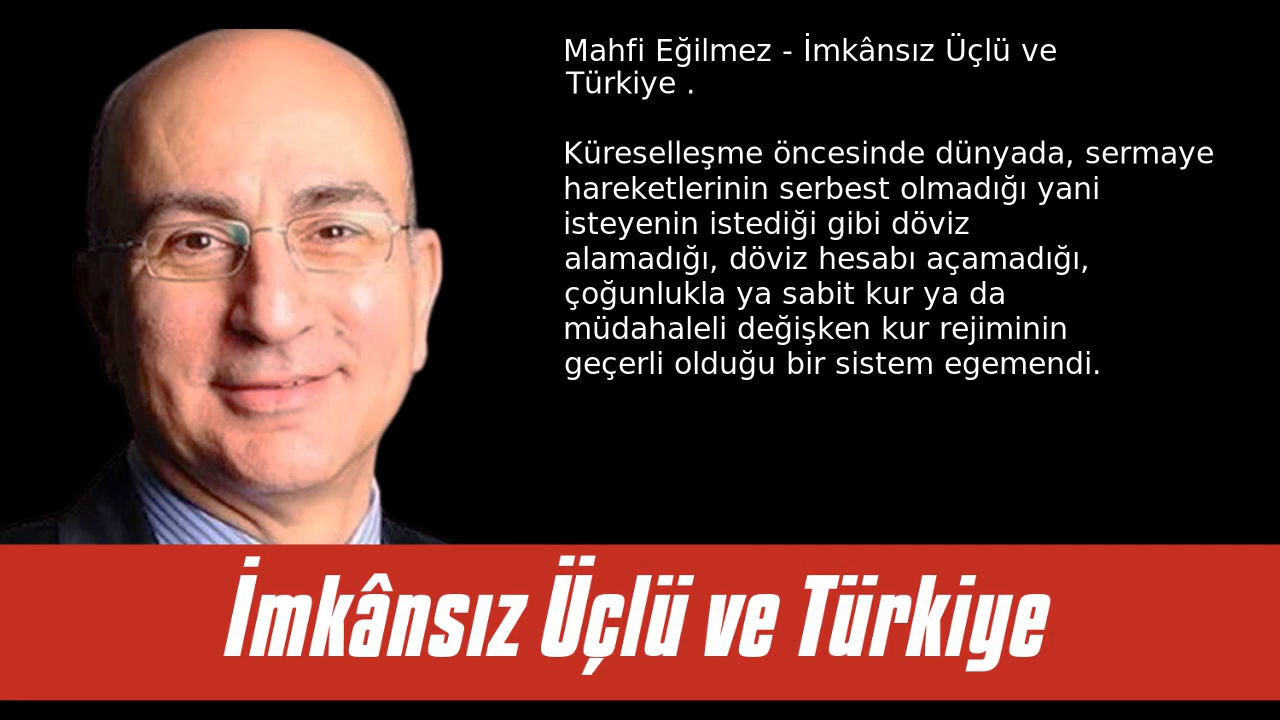 Mahfi Eğilmez - İmkânsız Üçlü ve
Türkiye .
Küreselleşme öncesinde dünyada, sermaye
hareketlerinin serbest olmadığı yani
isteyenin istediği gibi döviz
alamadığı, döviz hesabı açamadığı,
çoğunlukla ya sabit kur ya da
müdahaleli değişken kur rejiminin
geçerli olduğu bir sistem egemendi.
İmkânsız Üçlü ve Türkiye